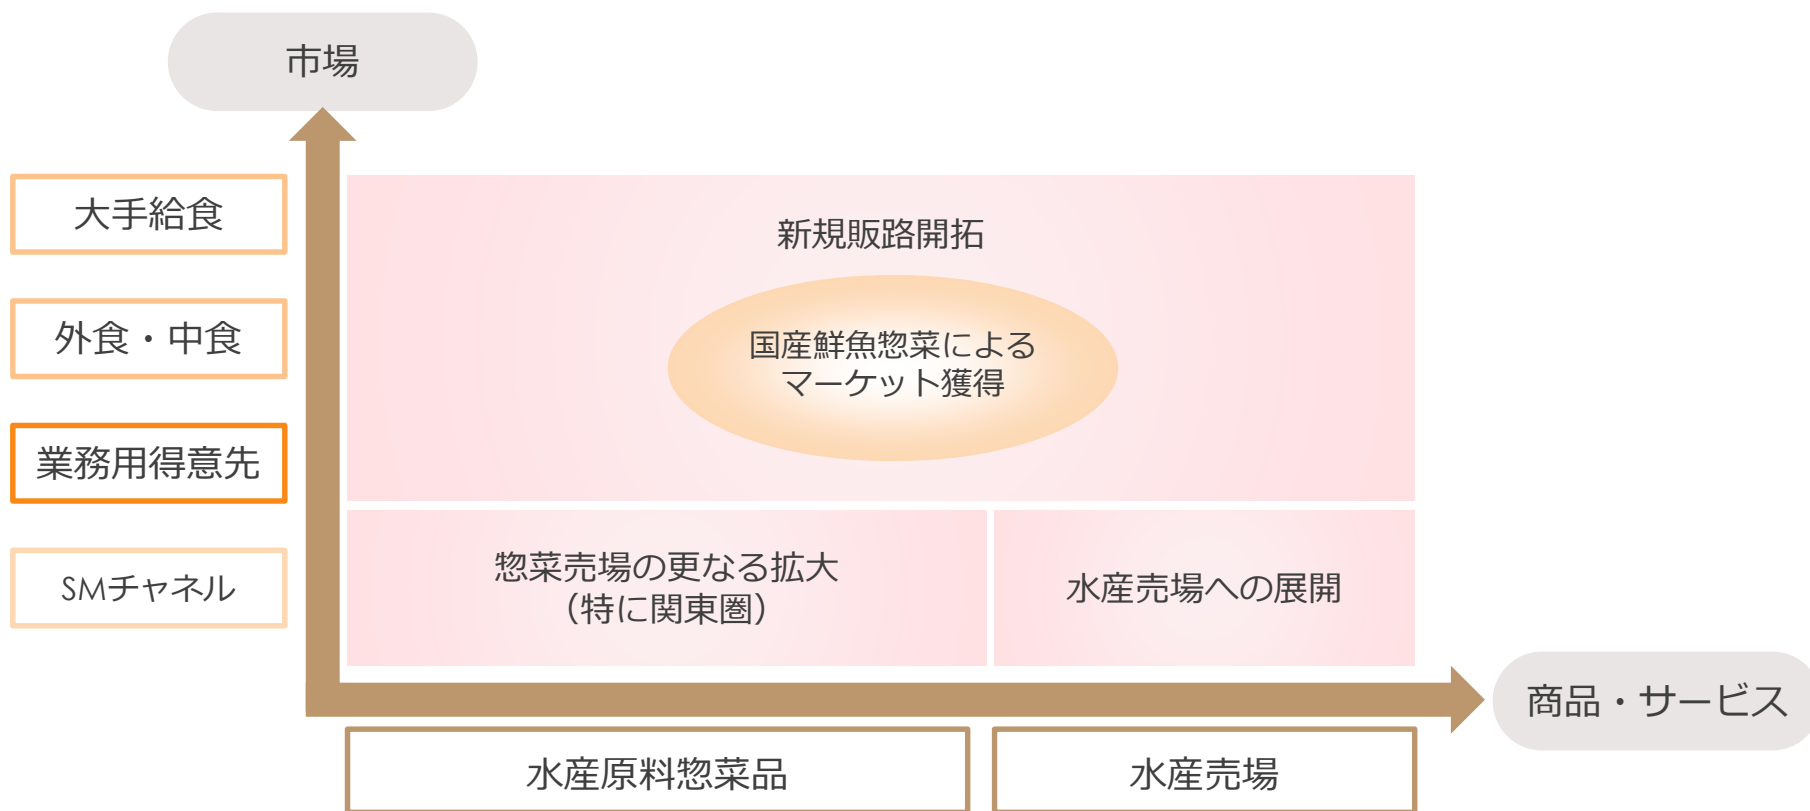 市場
大手給食
外食・中食
業務用得意先
SMチャネル
新規販路開拓
国産鮮魚惣菜による
マーケット獲得
惣菜売場の更なる拡大
（特に関東圏）
水産売場への展開
商品・サービス
水産原料惣菜品
水産売場